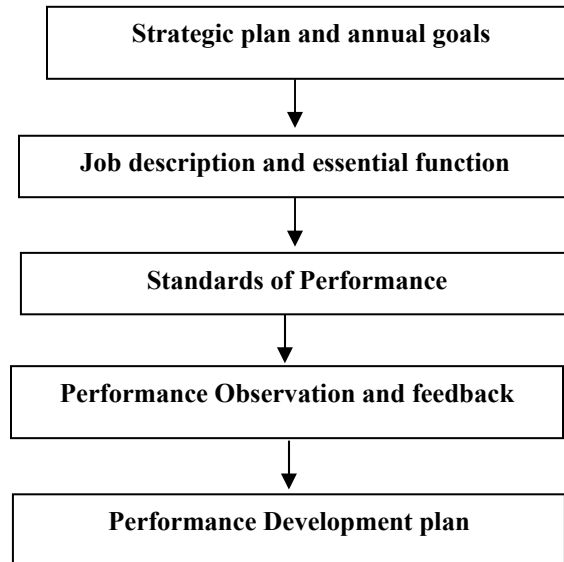 Strategic plan and annual goals
Job description and essential function
Standards of Performance
Performance Observation and feedback
Performance Development plan